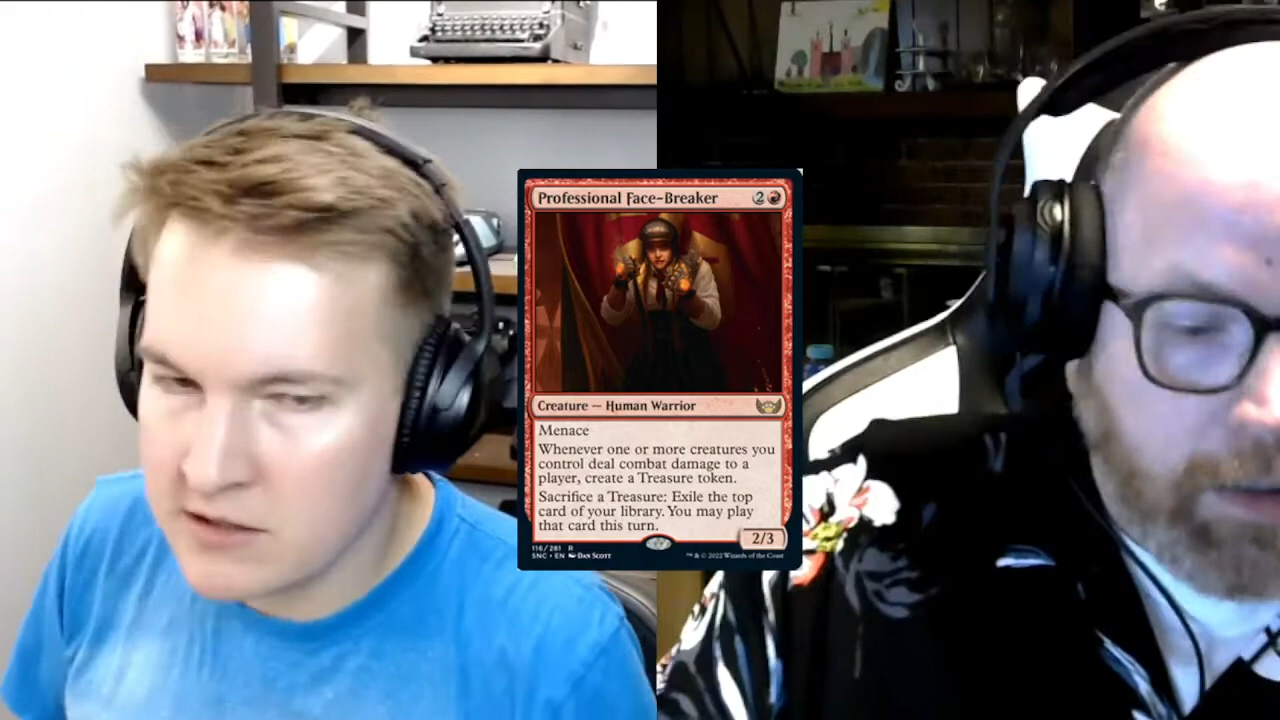 Professional Face-Breaker 2
Creature — Human Warrior
Menace
Whenever one or more creatures you
control deal combat damage to a
player, create a Treasure token.
Sacrifice a Treasure: Exile the top
card of your library. You may play
that card this turn.
2/3
116/281 R
SNC • EN Dan Scott
™ & © 2022 Wizards of the Coast